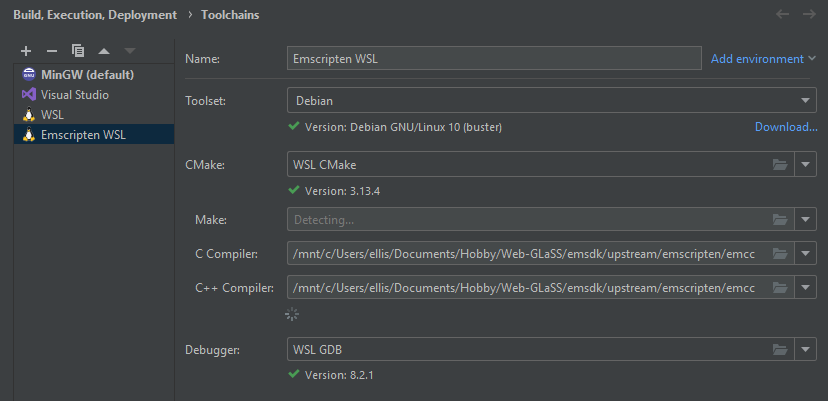 Build, Execution, Deployment › Toolchains
MinGW (default)
Visual Studio
WSL
Emscripten WSL
Name: Emscripten WSL Add environment
Toolset: Debian
Version: Debian GNU/Linux 10 (buster) Download...
CMake: WSL CMake
Version: 3.13.4
Make: Detecting...
C Compiler: /mnt/c/Users/ellis/Documents/Hobby/Web-GLaSS/emsdk/upstream/emscripten/emcc
C++ Compiler: /mnt/c/Users/ellis/Documents/Hobby/Web-GLaSS/emsdk/upstream/emscripten/emcc
Debugger: WSL GDB
Version: 8.2.1